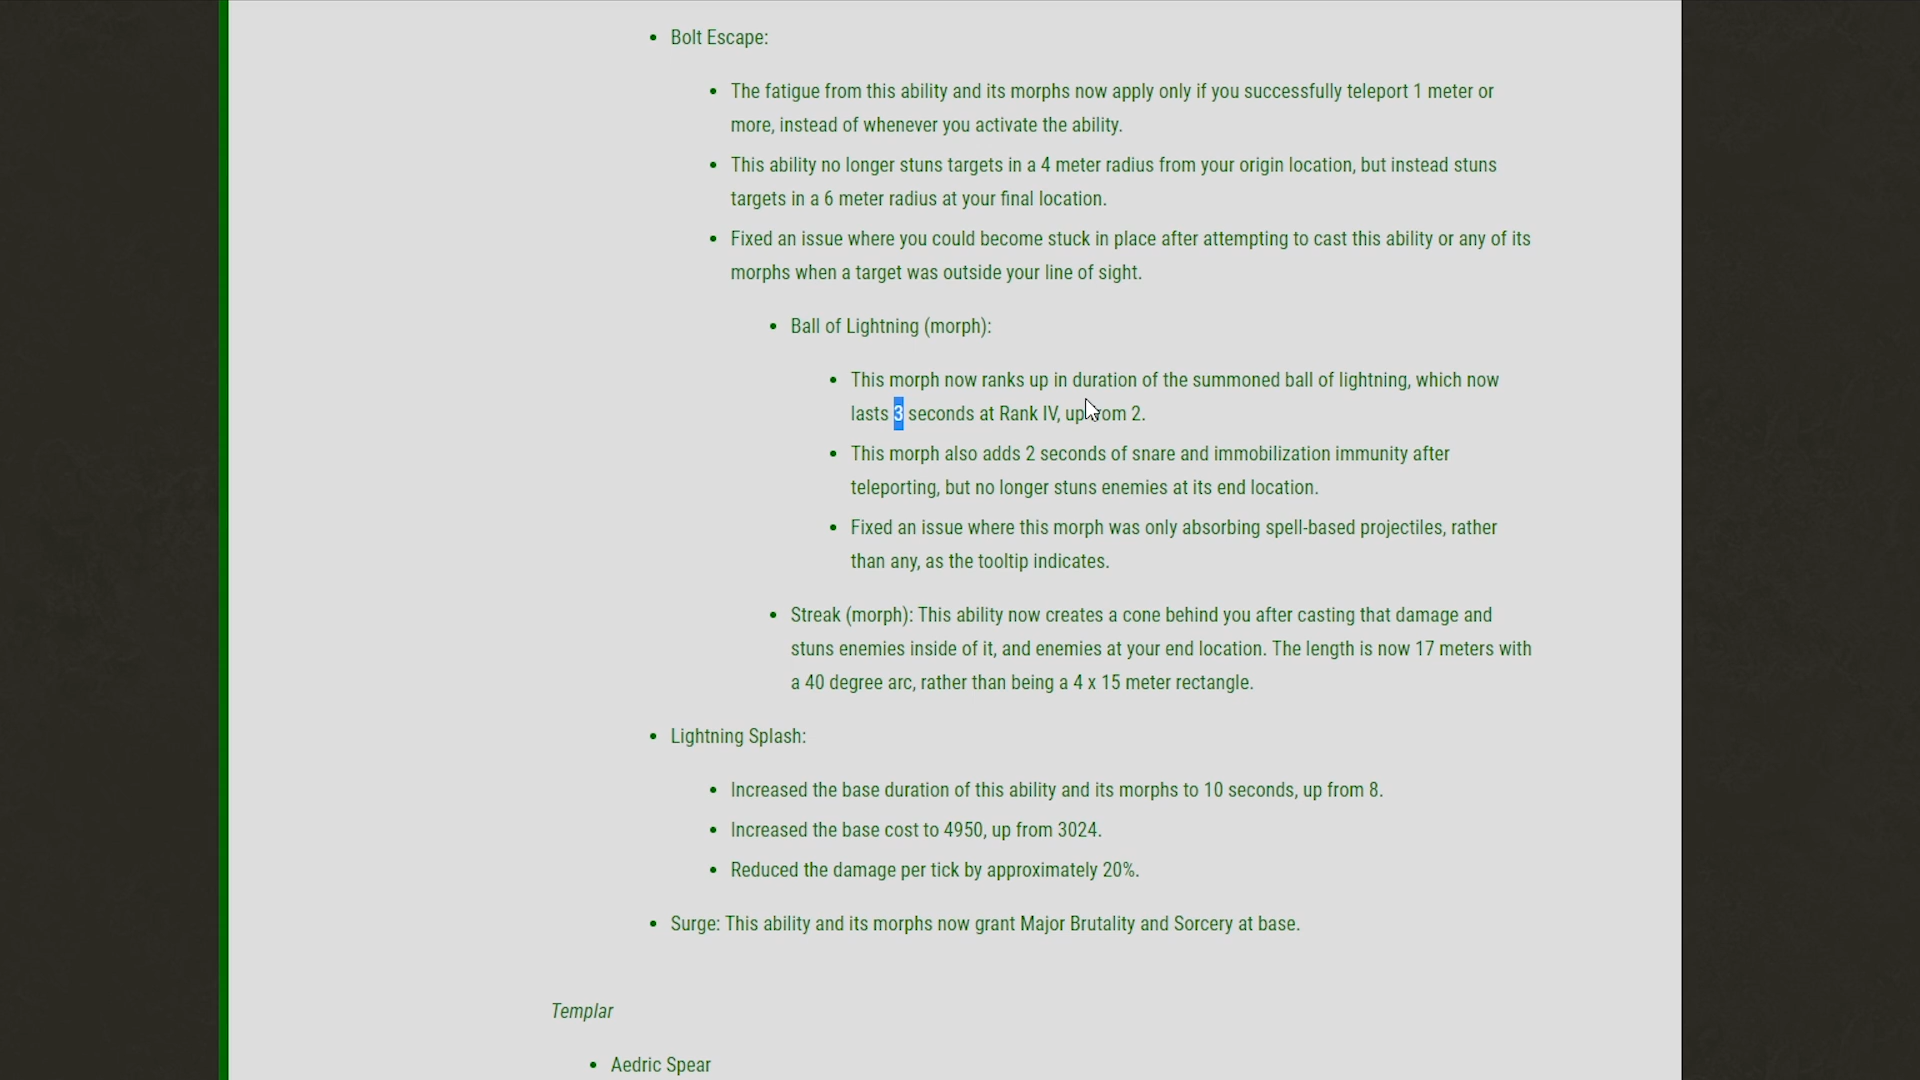 Bolt Escape:
The fatigue from this ability and its morphs now apply only if you successfully teleport 1 meter or
more, instead of whenever you activate the ability.
This ability no longer stuns targets in a 4 meter radius from your origin location, but instead stuns
targets in a 6 meter radius at your final location.
Fixed an issue where you could become stuck in place after attempting to cast this ability or any of its
morphs when a target was outside your line of sight.
Ball of Lightning (morph):
This morph now ranks up in duration of the summoned ball of lightning, which now
lasts 3 seconds at Rank IV, up from 2.
This morph also adds 2 seconds of snare and immobilization immunity after
teleporting, but no longer stuns enemies at its end location.
Fixed an issue where this morph was only absorbing spell-based projectiles, rather
than any, as the tooltip indicates.
Streak (morph): This ability now creates a cone behind you after casting that damage and
stuns enemies inside of it, and enemies at your end location. The length is now 17 meters with
a 40 degree arc, rather than being a 4 x 15 meter rectangle.
Lightning Splash:
Increased the base duration of this ability and its morphs to 10 seconds, up from 8.
Increased the base cost to 4950, up from 3024.
Reduced the damage per tick by approximately 20%.
Surge: This ability and its morphs now grant Major Brutality and Sorcery at base.
Templar
Aedric Spear